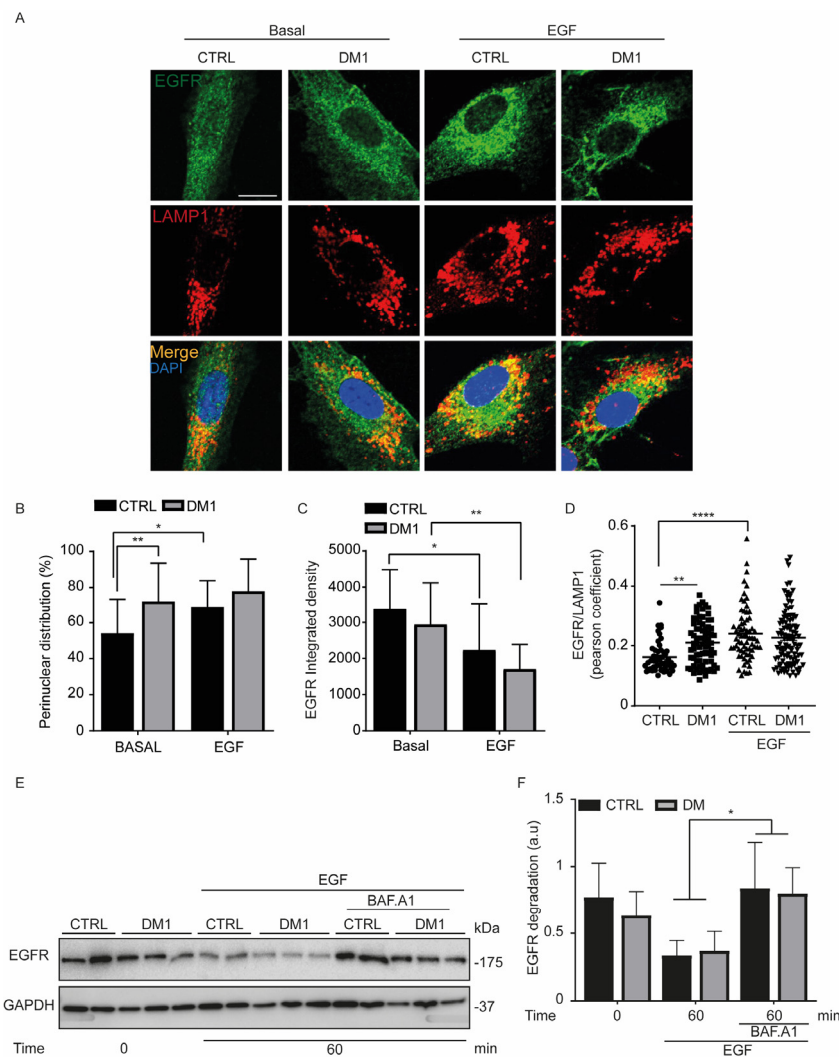 A
Basal EGF
CTRL DM1 CTRL DM1
EGFR
LAMP1
Merge
DAPI
B
CTRL DM1
Perinuclear distribution (%)
100
80
60
40
20
0
* 
**
BASAL EGF
C
CTRL
DM1
EGFR Integrated density
5000
4000
3000
2000
1000
0
**
*
Basal EGF
D
EGFR/LAMP1
(pearson coefficient)
0.6
0.4
0.2
0.0
****
**
CTRL DM1 CTRL DM1
EGF
E
EGF
BAF.A1
CTRL DM1 CTRL DM1 CTRL DM1 kDa
EGFR -175
GAPDH -37
Time 0 60 min
F
CTRL DM
EGFR degradation (a.u)
1.5
1
0.5
0
*
Time 0 60 60 min
BAF.A1
EGF